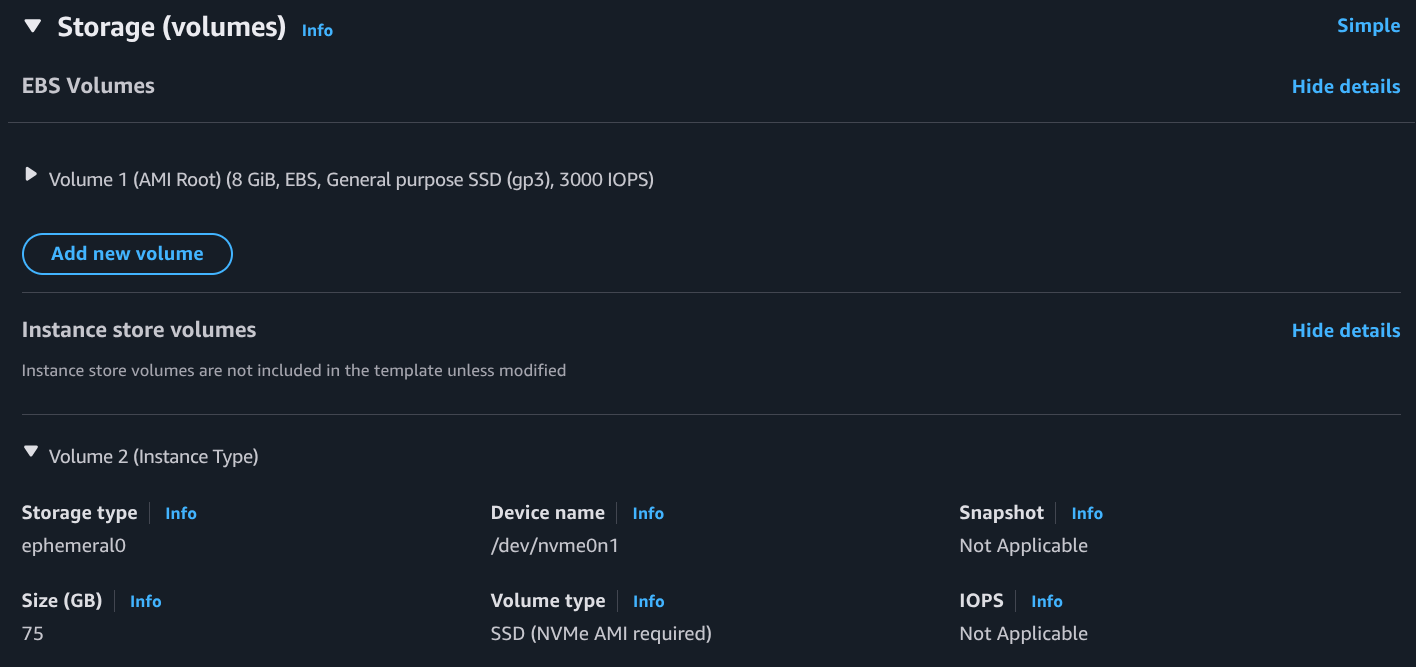 Storage (volumes) Info Simple
EBS Volumes Hide details
Volume 1 (AMI Root) (8 GiB, EBS, General purpose SSD (gp3), 3000 IOPS)
Add new volume
Instance store volumes Hide details
Instance store volumes are not included in the template unless modified
Volume 2 (Instance Type)
Storage type Info Device name Info Snapshot Info
ephemeral0 /dev/nvme0n1 Not Applicable
Size (GB) Info Volume type Info IOPS Info
75 SSD (NVMe AMI required) Not Applicable